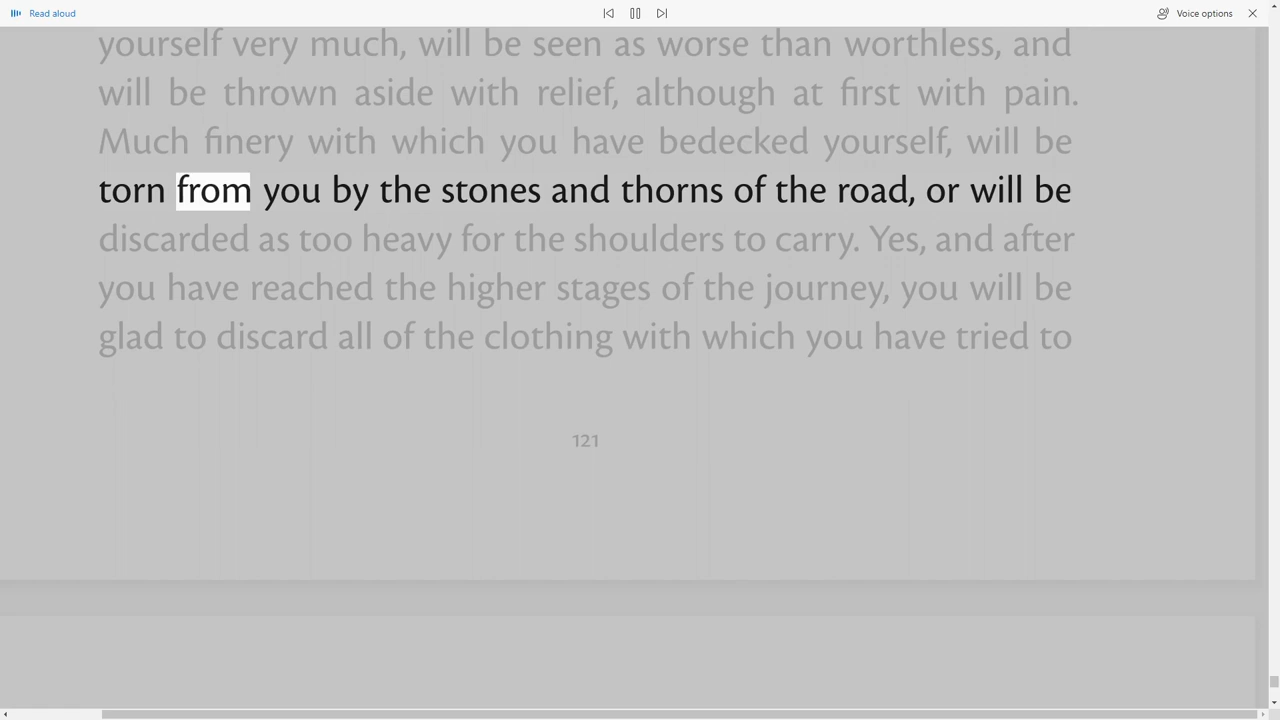 Read aloud
Voice options
yourself very much, will be seen as worse than worthless, and
will be thrown aside with relief, although at first with pain.
Much finery with which you have bedecked yourself, will be
torn from you by the stones and thorns of the road, or will be
discarded as too heavy for the shoulders to carry. Yes, and after
you have reached the higher stages of the journey, you will be
glad to discard all of the clothing with which you have tried to
121